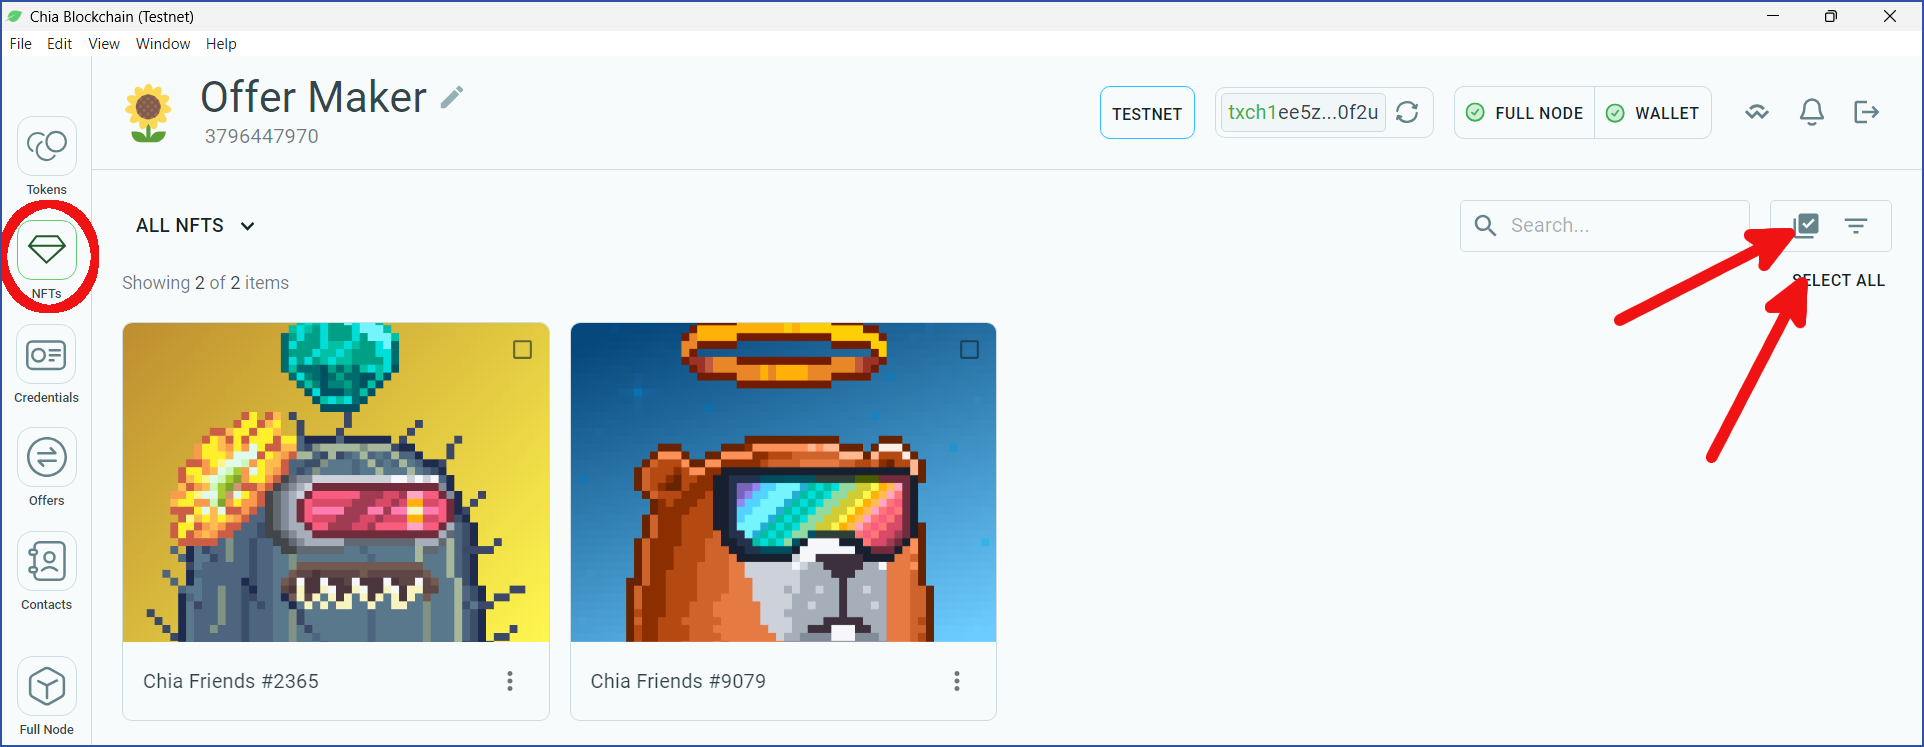 Chia Blockchain (Testnet)
File Edit View Window Help
Offer Maker
3796447970
TESTNET
txch1ee5z...0f2u
FULL NODE
WALLET
Tokens
NFTs
Credentials
Offers
Contacts
Full Node
ALL NFTS
Search...
Showing 2 of 2 items
SELECT ALL
Chia Friends #2365
Chia Friends #9079